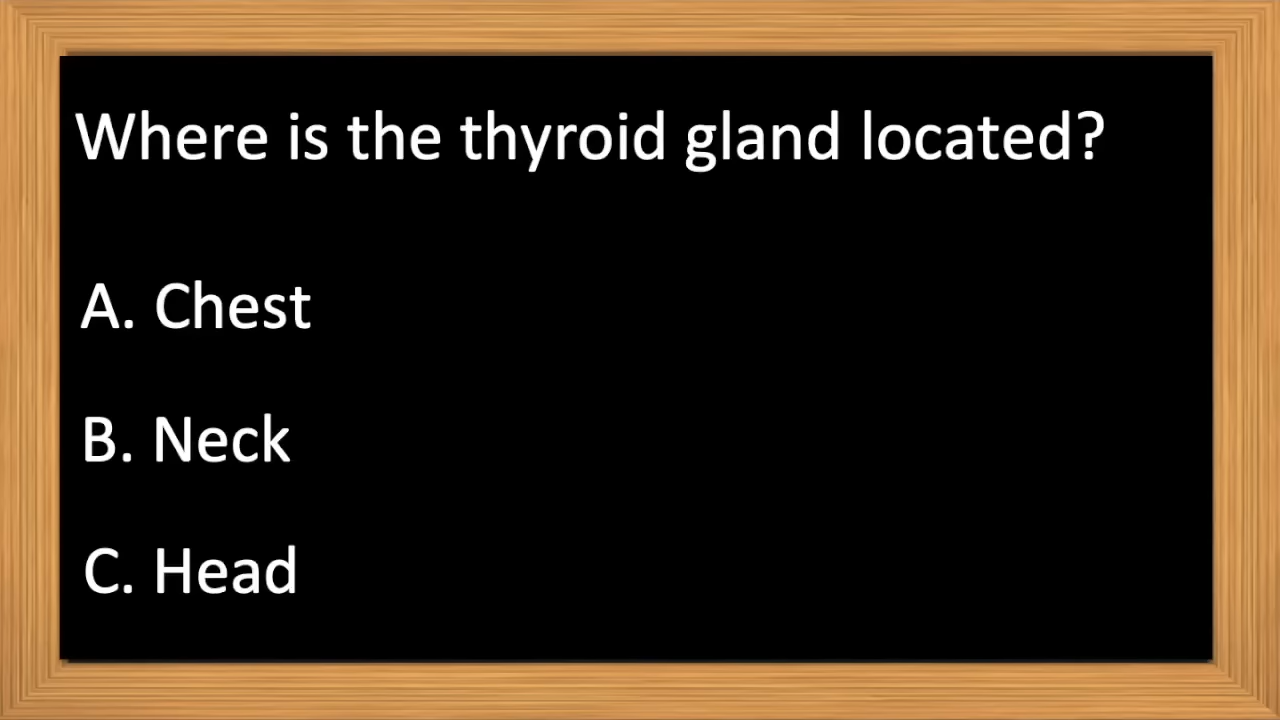 Where is the thyroid gland located?
A. Chest
B. Neck
C. Head